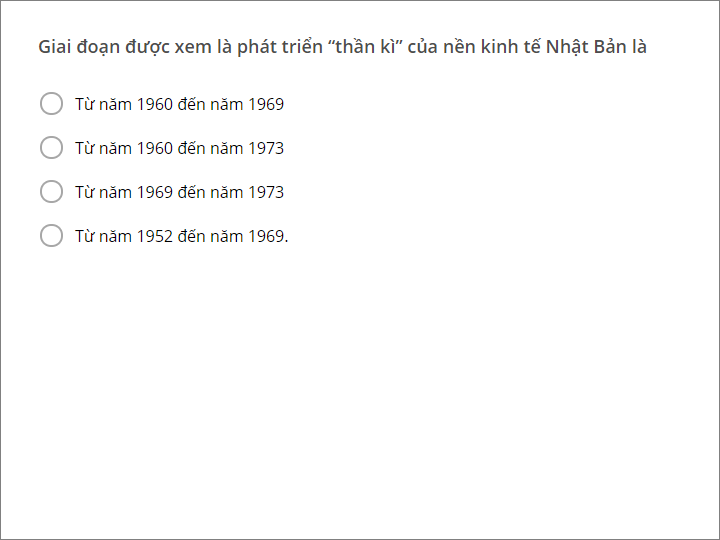 Giai đoạn được xem là phát triển “thần kì” của nền kinh tế Nhật Bản là
Từ năm 1960 đến năm 1969
Từ năm 1960 đến năm 1973
Từ năm 1969 đến năm 1973
Từ năm 1952 đến năm 1969.